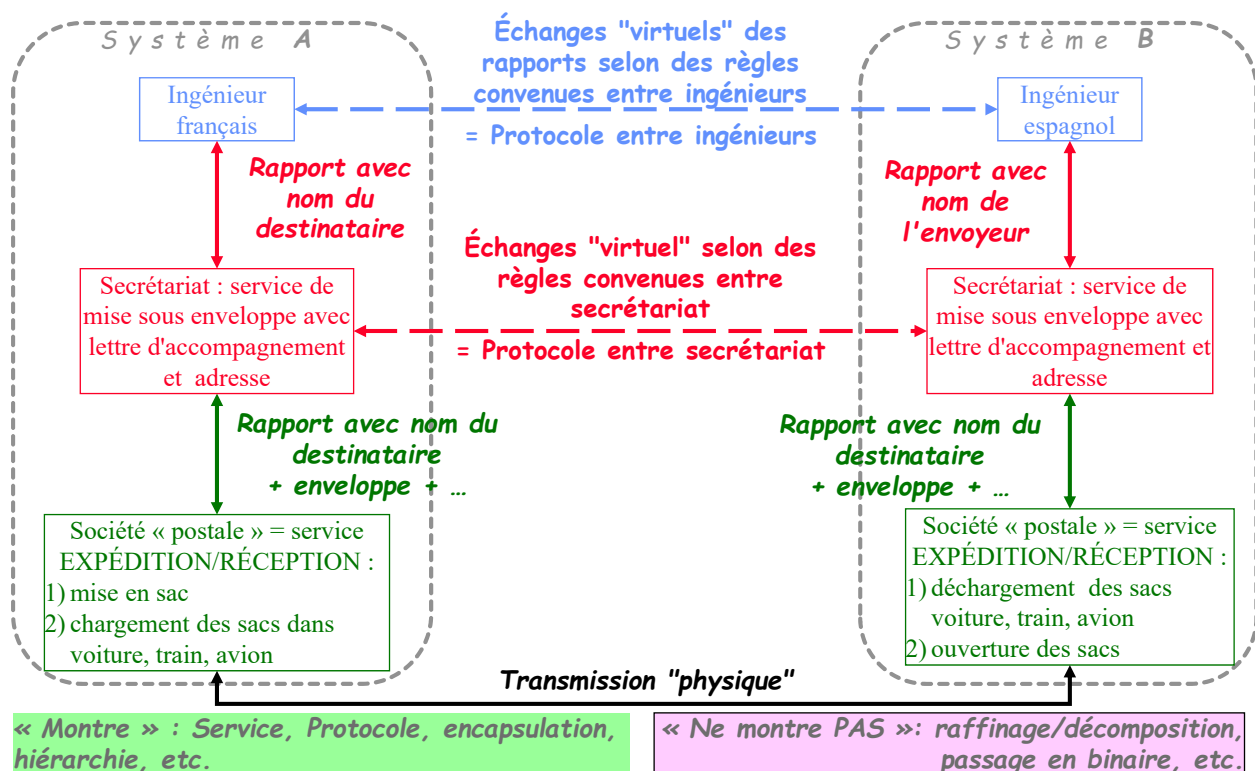 Système A
Échanges "virtuels" des
rapports selon des règles
convenues entre ingénieurs
= Protocole entre ingénieurs
Système B
Ingénieur
français
Ingénieur
espagnol
Rapport avec
nom du
destinataire
Rapport avec
nom de
l'envoyeur
Échanges "virtuel" selon des
règles convenues entre
secrétariat
= Protocole entre secrétariat
Secrétariat : service de
mise sous enveloppe avec
lettre d'accompagnement
et adresse
Secrétariat : service de
mise sous enveloppe avec
lettre d'accompagnement et
adresse
Rapport avec nom du
destinataire
+ enveloppe + …
Rapport avec nom du
destinataire
+ enveloppe + …
Société « postale » = service
EXPÉDITION/RÉCEPTION :
1) mise en sac
2) chargement des sacs dans
voiture, train, avion
Société « postale » = service
EXPÉDITION/RÉCEPTION :
1) déchargement des sacs
voiture, train, avion
2) ouverture des sacs
Transmission "physique"
« Montre » : Service, Protocole, encapsulation,
hiérarchie, etc.
« Ne montre PAS »: raffinage/décomposition,
passage en binaire, etc.